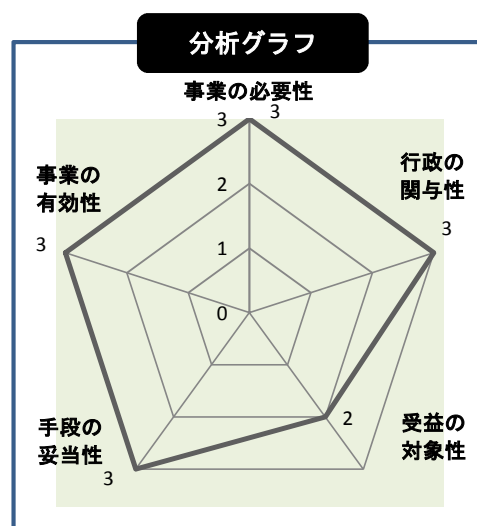 分析グラフ
事業の必要性
3
3
行政の
関与性
3
事業の
有効性
3
2
1
0
2
受益の
対象性
手段の
妥当性
3